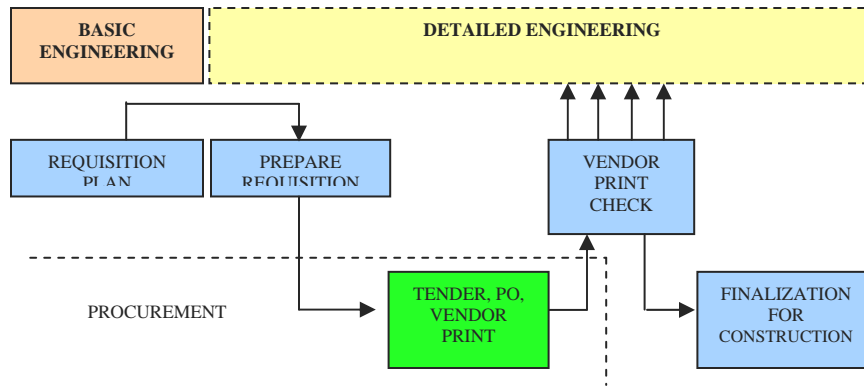 BASIC
ENGINEERING
DETAILED ENGINEERING
REQUISITION
PLAN
PREPARE
REQUISITION
VENDOR
PRINT
CHECK
PROCUREMENT
TENDER, PO,
VENDOR
PRINT
FINALIZATION
FOR
CONSTRUCTION